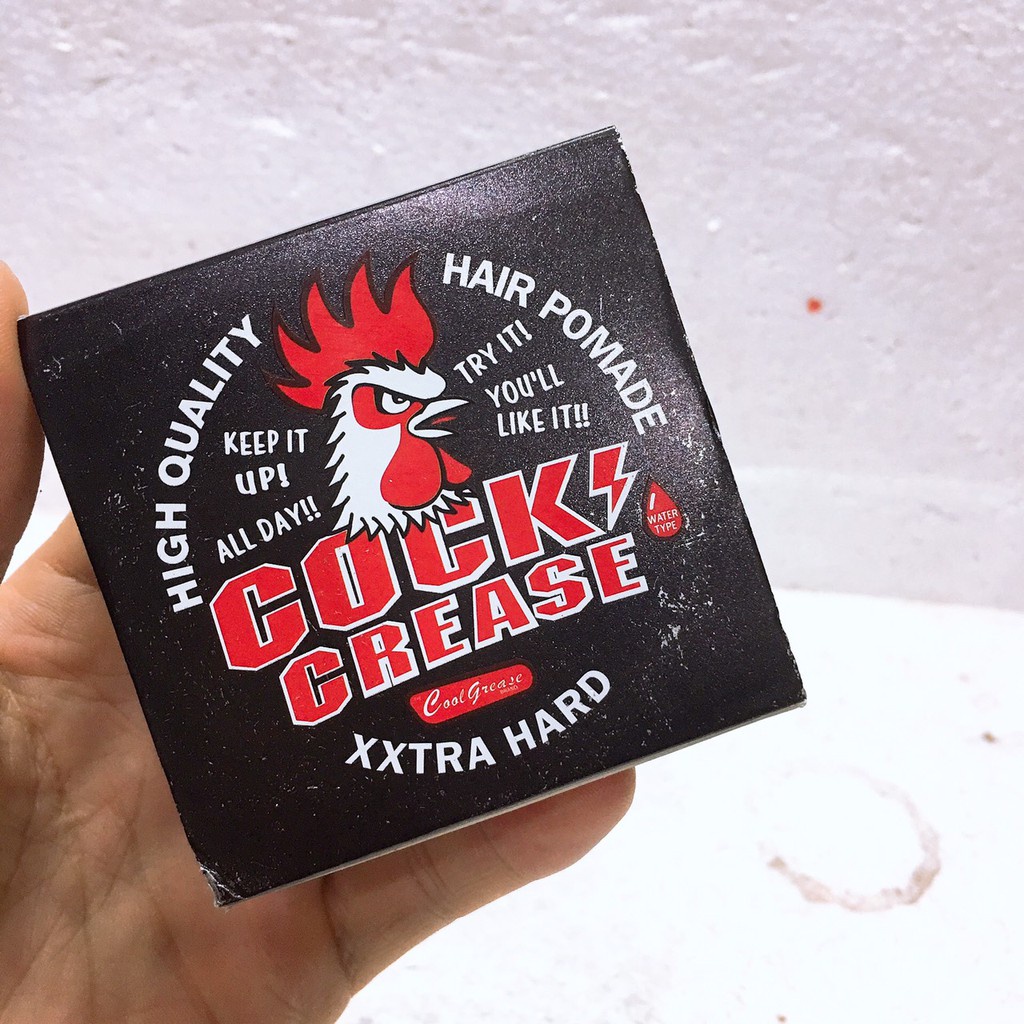 HIGH QUALITY
HAIR POMADE
KEEP IT
UP!
ALL DAY!!
TRY IT!
YOU'LL
LIKE IT!!
COCK
GREASE
WATER
TYPE
Cool Grease
BRAND
XXTRA HARD